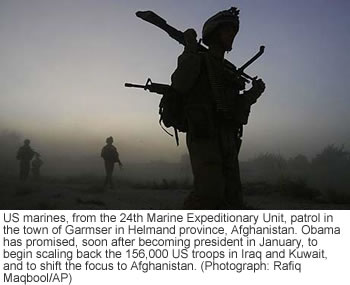 US marines, from the 24th Marine Expeditionary Unit, patrol in
the town of Garmser in Helmand province, Afghanistan. Obama
has promised, soon after becoming president in January, to
begin scaling back the 156,000 US troops in Iraq and Kuwait,
and to shift the focus to Afghanistan. (Photograph: Rafiq
Maqbool/AP)